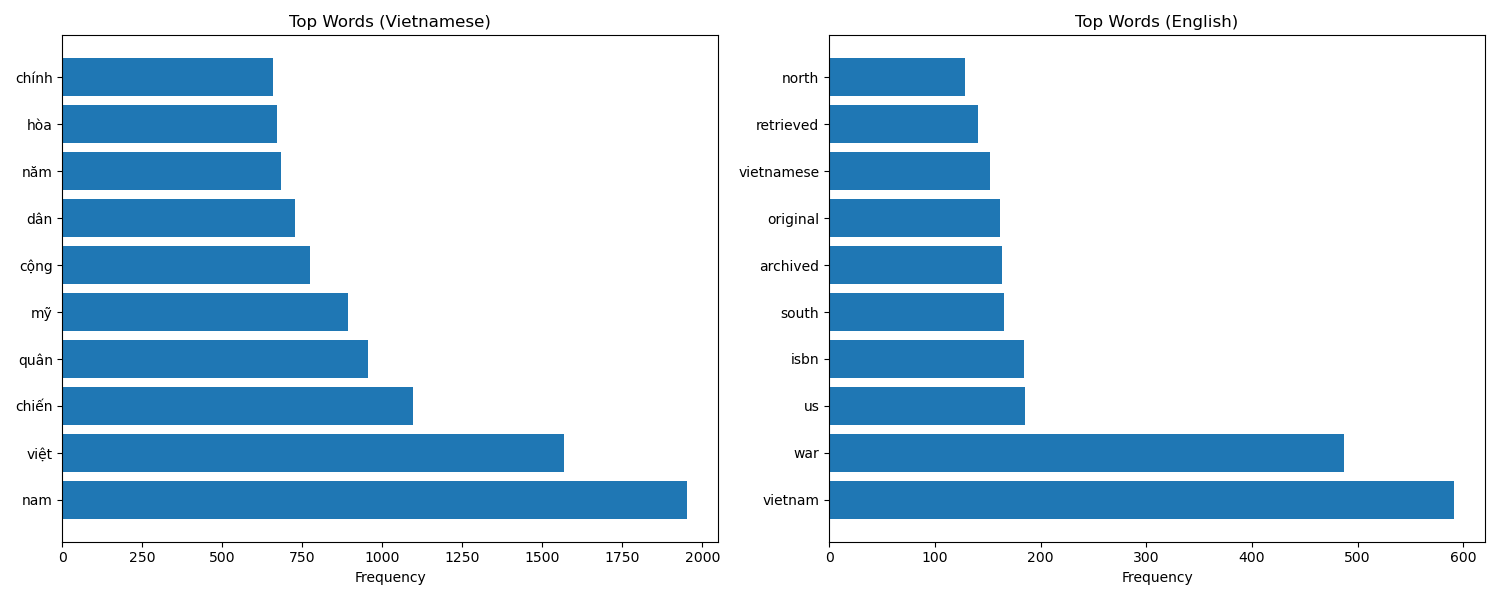 Top Words (Vietnamese)
chính
hòa
năm
dân
cộng
mỹ
quân
chiến
việt
nam
0 250 500 750 1000 1250 1500 1750 2000
Frequency
Top Words (English)
north
retrieved
vietnamese
original
archived
south
isbn
us
war
vietnam
0 100 200 300 400 500 600
Frequency